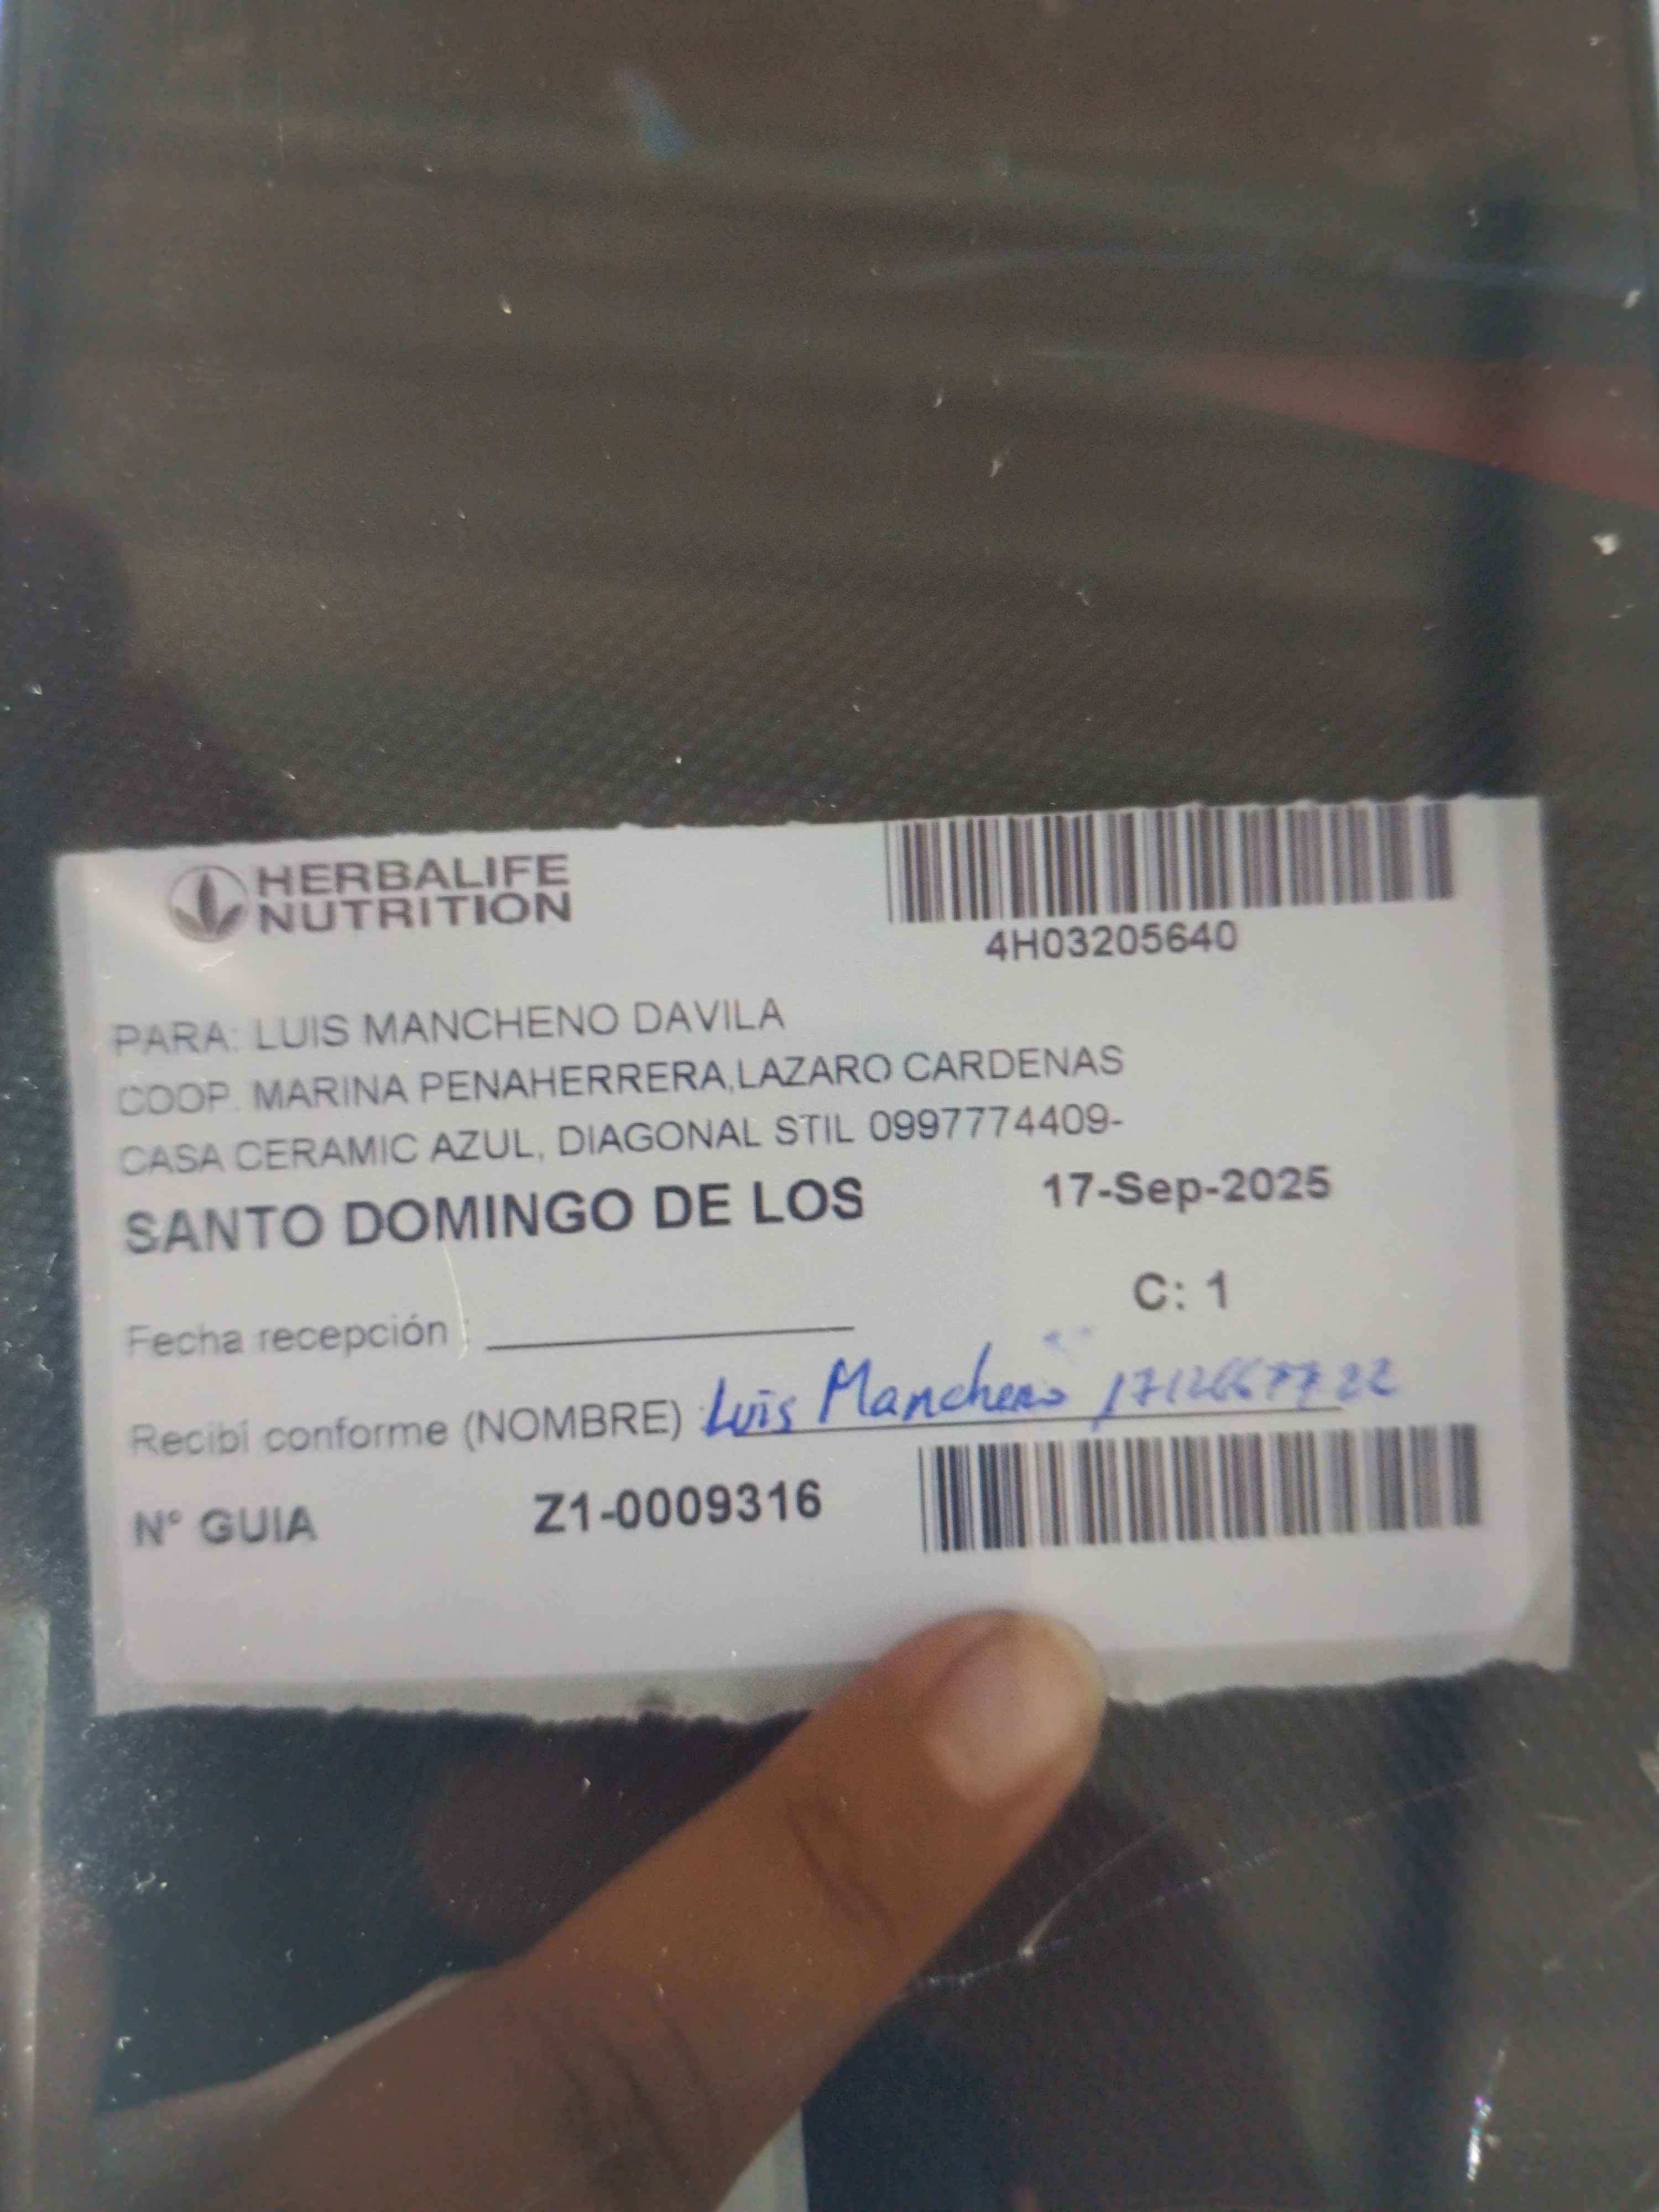 HERBALIFE
NUTRITION
4H03205640
PARA: LUIS MANCHENO DAVILA
COOP. MARINA PENAHERRERA,LAZARO CARDENAS
CASA CERAMIC AZUL, DIAGONAL STIL 0997774409-
SANTO DOMINGO DE LOS 17-Sep-2025
C: 1
Fecha recepción :
Recibí conforme (NOMBRE) Luis Mancheno
N° GUIA Z1-0009316